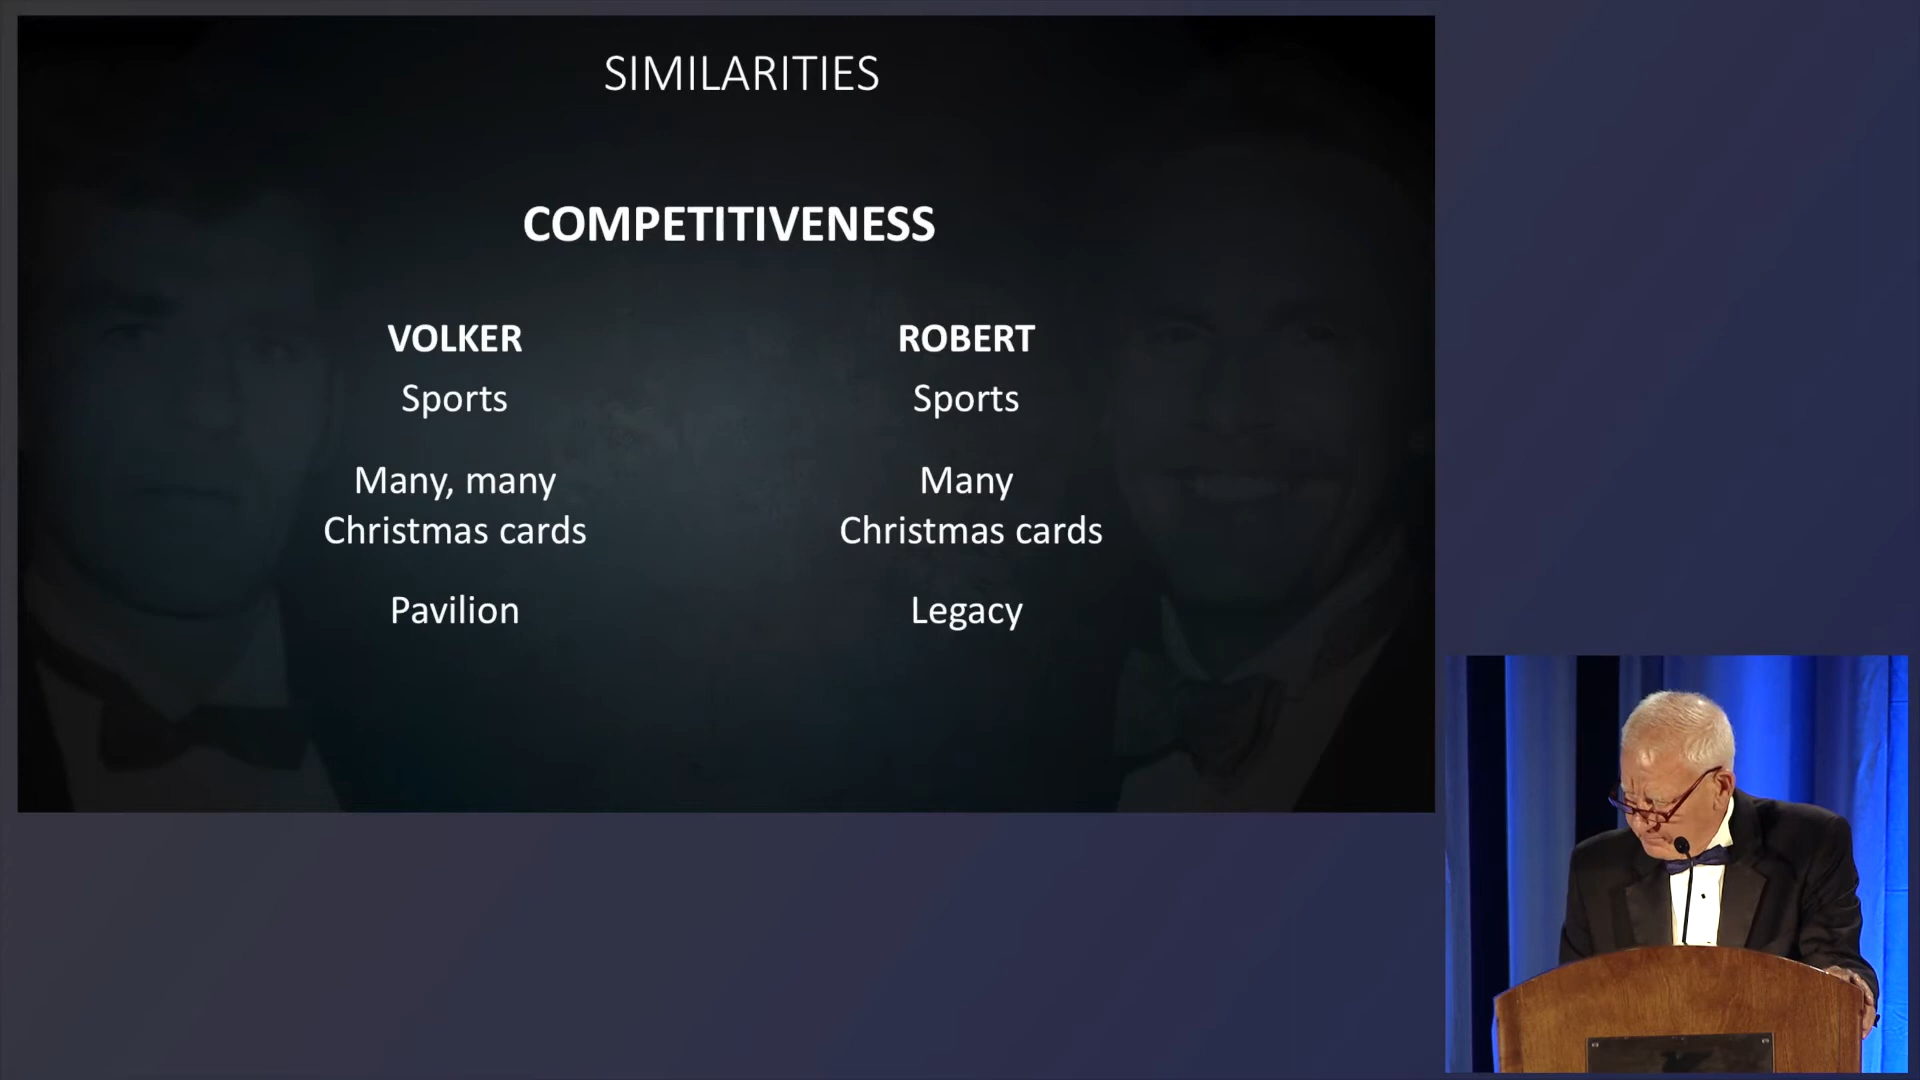 SIMILARITIES
COMPETITIVENESS
VOLKER
Sports
Many, many
Christmas cards
Pavilion
ROBERT
Sports
Many
Christmas cards
Legacy